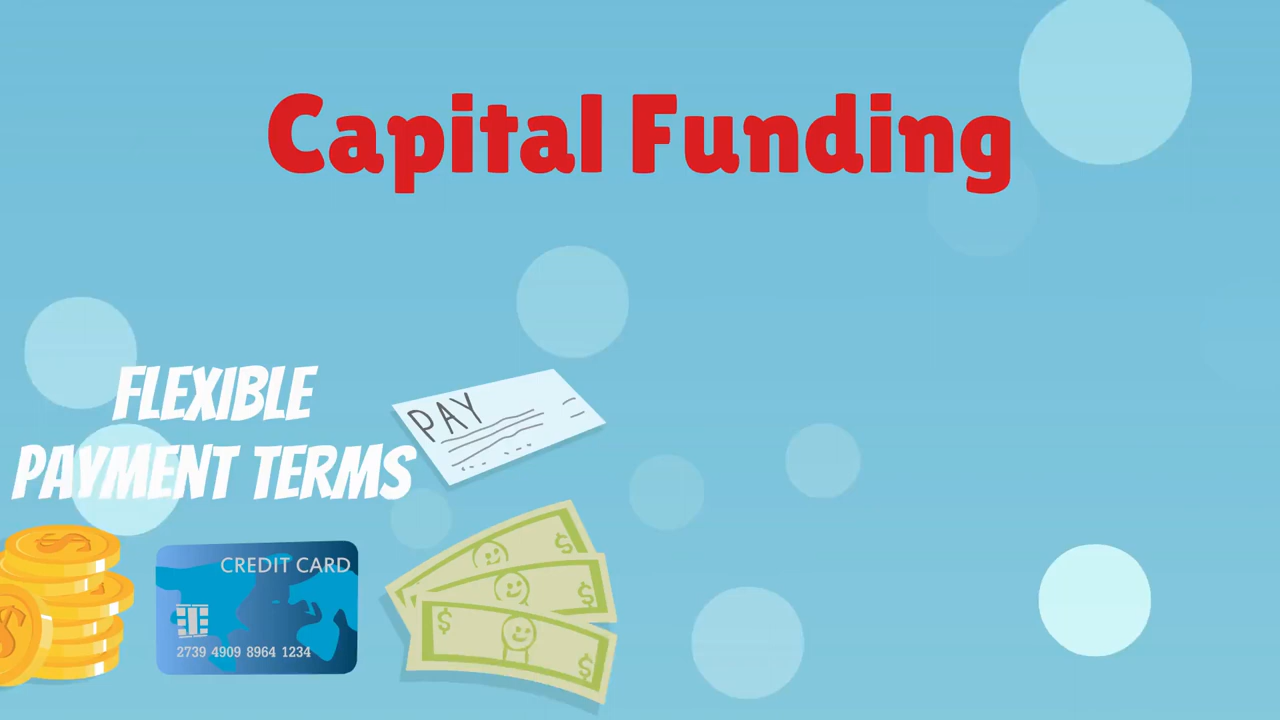 Capital Funding
FLEXIBLE
PAYMENT TERMS
PAY
CREDIT CARD
2739 4909 8964 1234
$
$
$
$
$
$